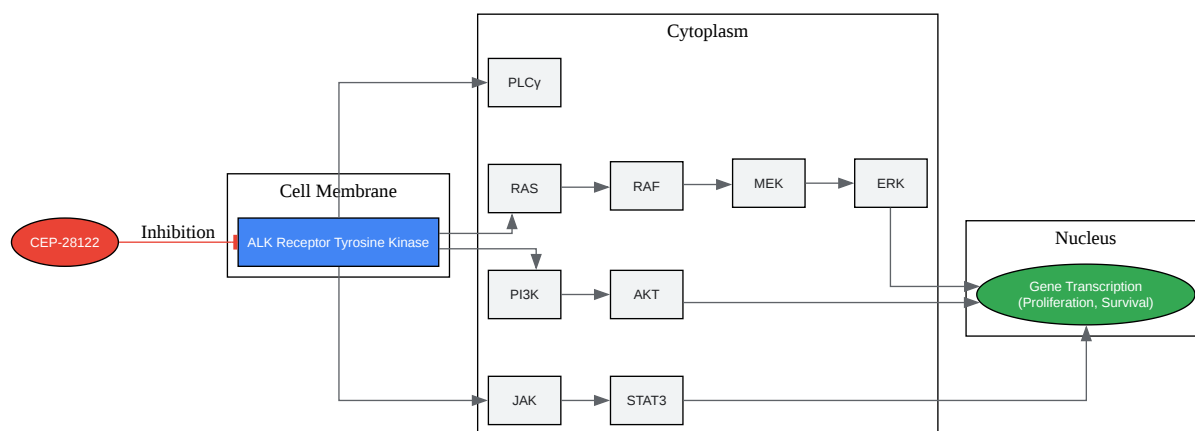 Cytoplasm
PLCγ
Cell Membrane
RAS
RAF
MEK
ERK
CEP-28122
Inhibition
ALK Receptor Tyrosine Kinase
Nucleus
PI3K
AKT
Gene Transcription
(Proliferation, Survival)
JAK
STAT3